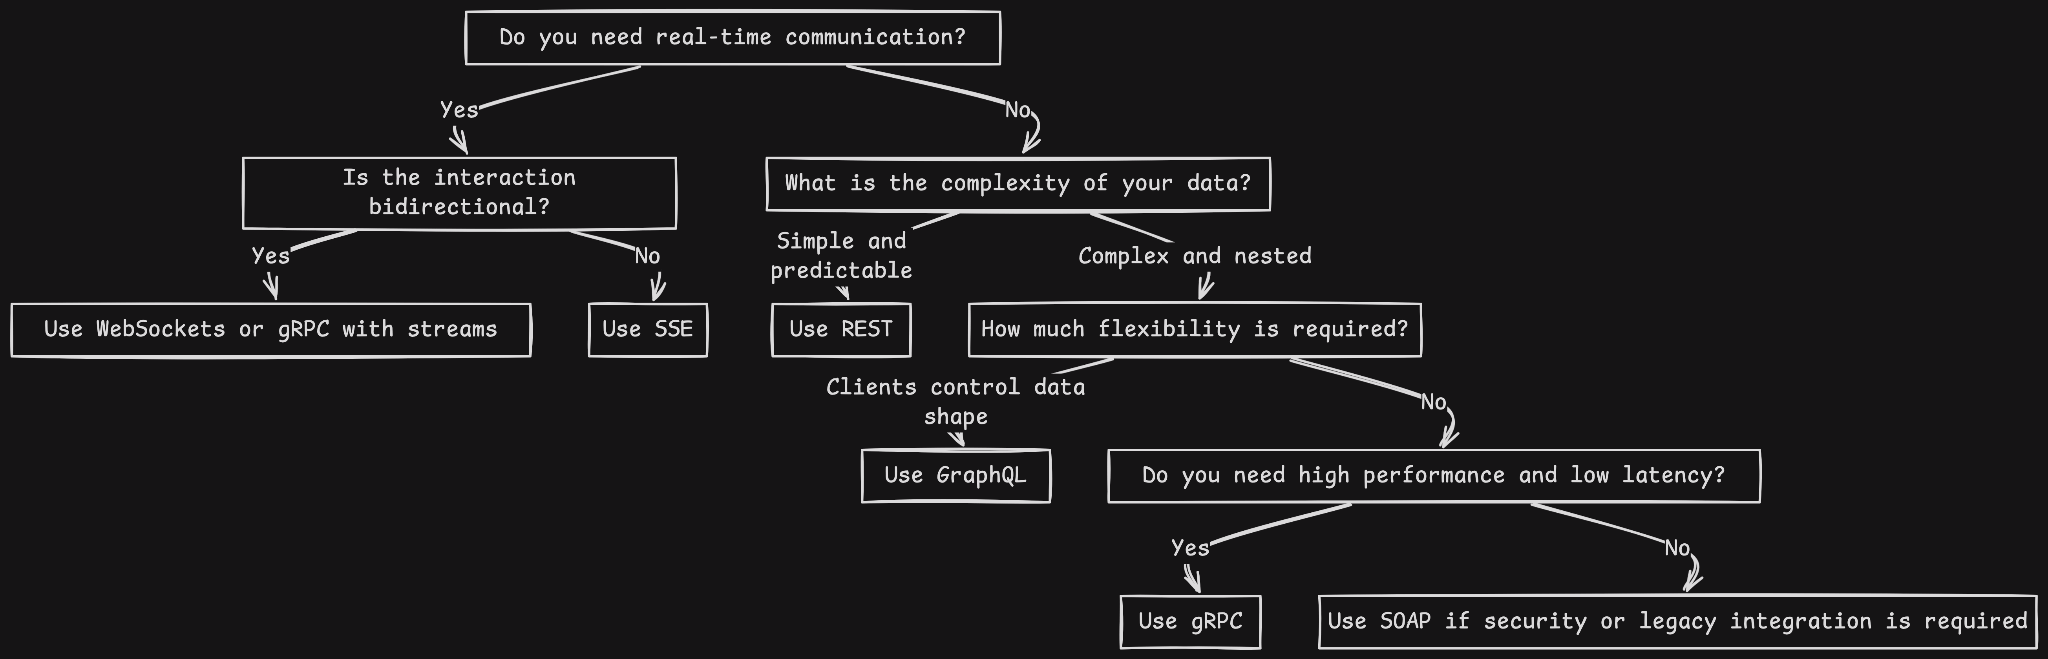 Do you need real-time communication?
Yes
No
Is the interaction
bidirectional?
What is the complexity of your data?
Yes
No
Simple and
predictable
Complex and nested
Use WebSockets or gRPC with streams
Use SSE
Use REST
How much flexibility is required?
Clients control data
shape
No
Use GraphQL
Do you need high performance and low latency?
Yes
No
Use gRPC
Use SOAP if security or legacy integration is required